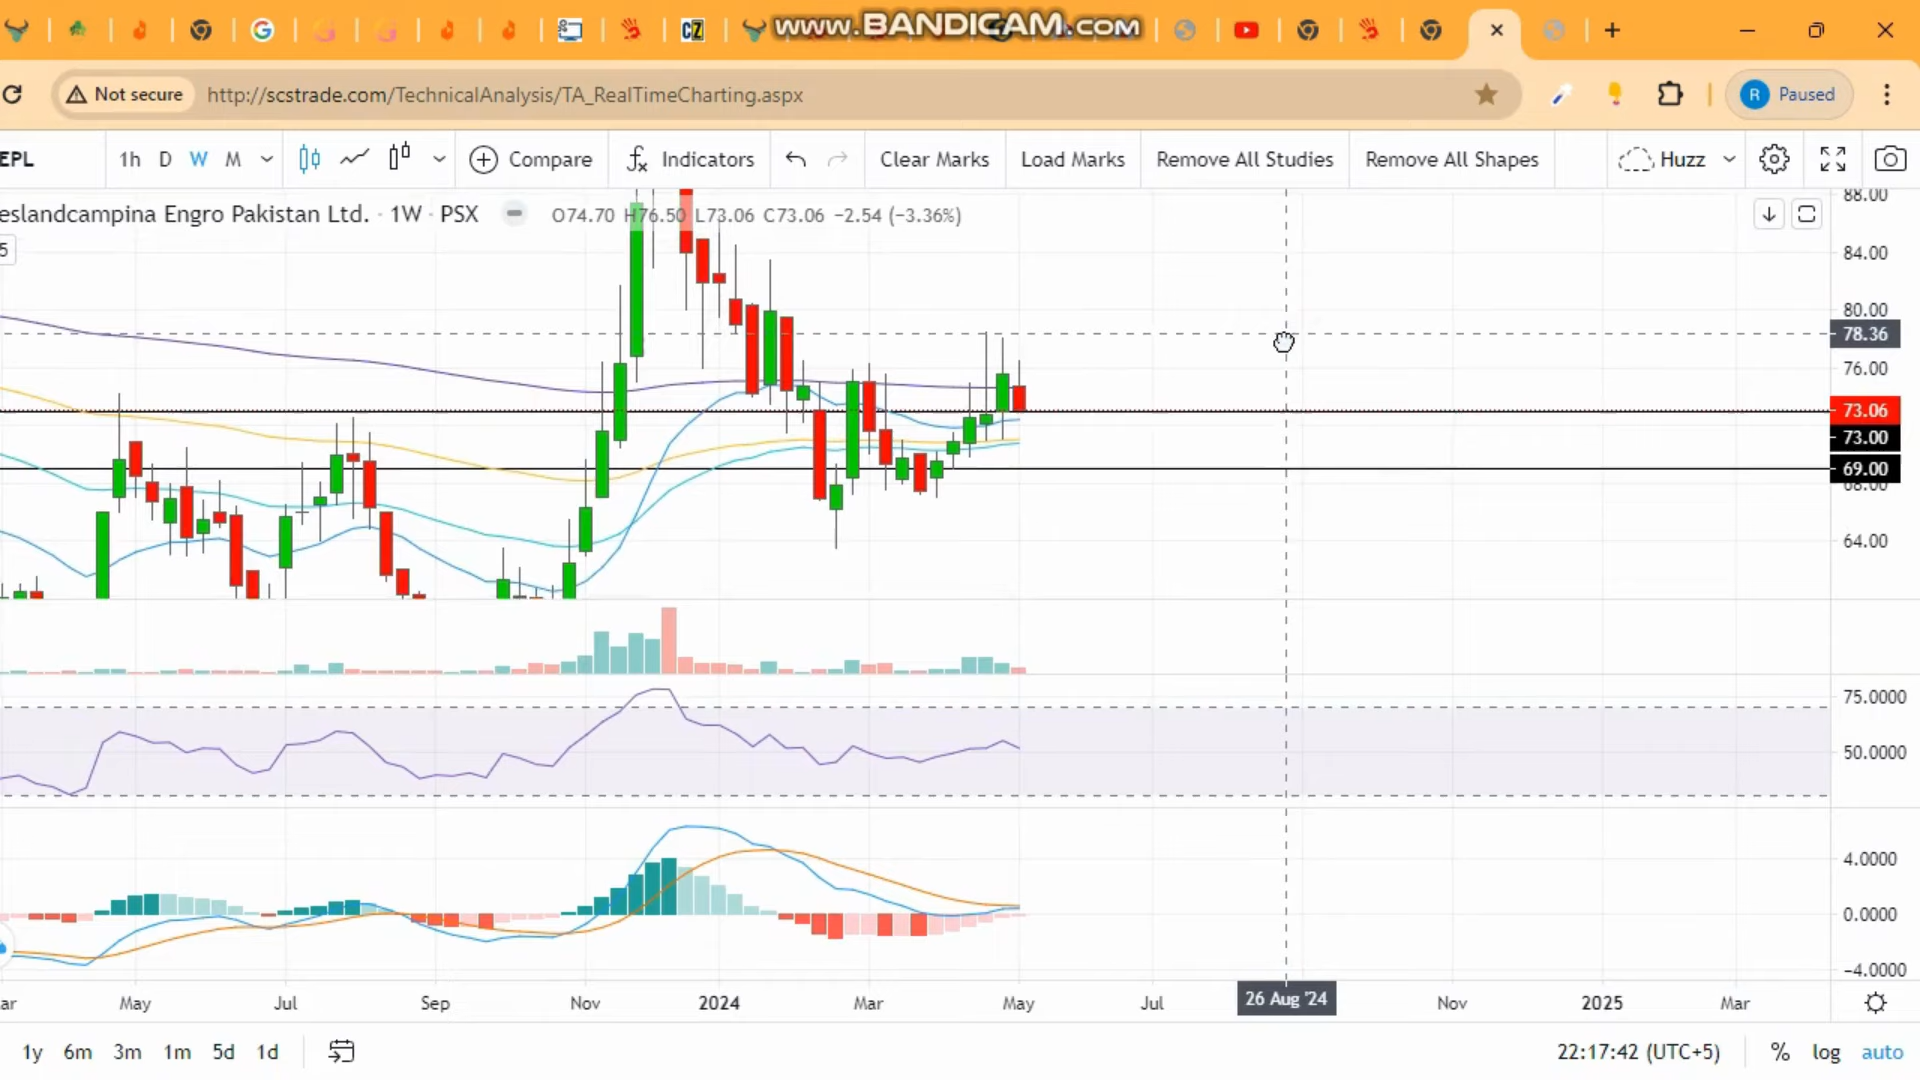 www.BANDICAM.com
Not secure
http://scstrade.com/TechnicalAnalysis/TA_RealTimeCharting.aspx
R Paused
EPL 1h D W M Compare Indicators Clear Marks Load Marks Remove All Studies Remove All Shapes Huzz
eslandcampina Engro Pakistan Ltd. · 1W · PSX O74.70 H76.50 L73.06 C73.06 −2.54 (−3.36%)
5
88.00
84.00
80.00
78.36
76.00
73.06
73.00
69.00
68.00
64.00
75.0000
50.0000
4.0000
0.0000
−4.0000
ar May Jul Sep Nov 2024 Mar May Jul 26 Aug '24 Nov 2025 Mar
1y 6m 3m 1m 5d 1d 22:17:42 (UTC+5) % log auto